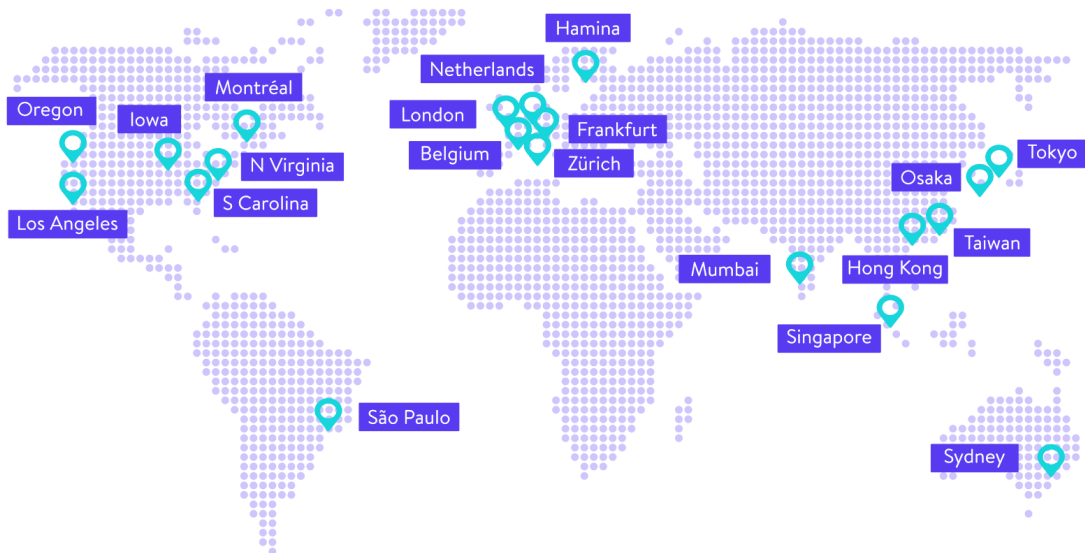 Hamina
Netherlands
Montréal
Oregon
Iowa
London
Frankfurt
Belgium
Tokyo
N Virginia
Zürich
Osaka
S Carolina
Los Angeles
Taiwan
Mumbai
Hong Kong
Singapore
São Paulo
Sydney